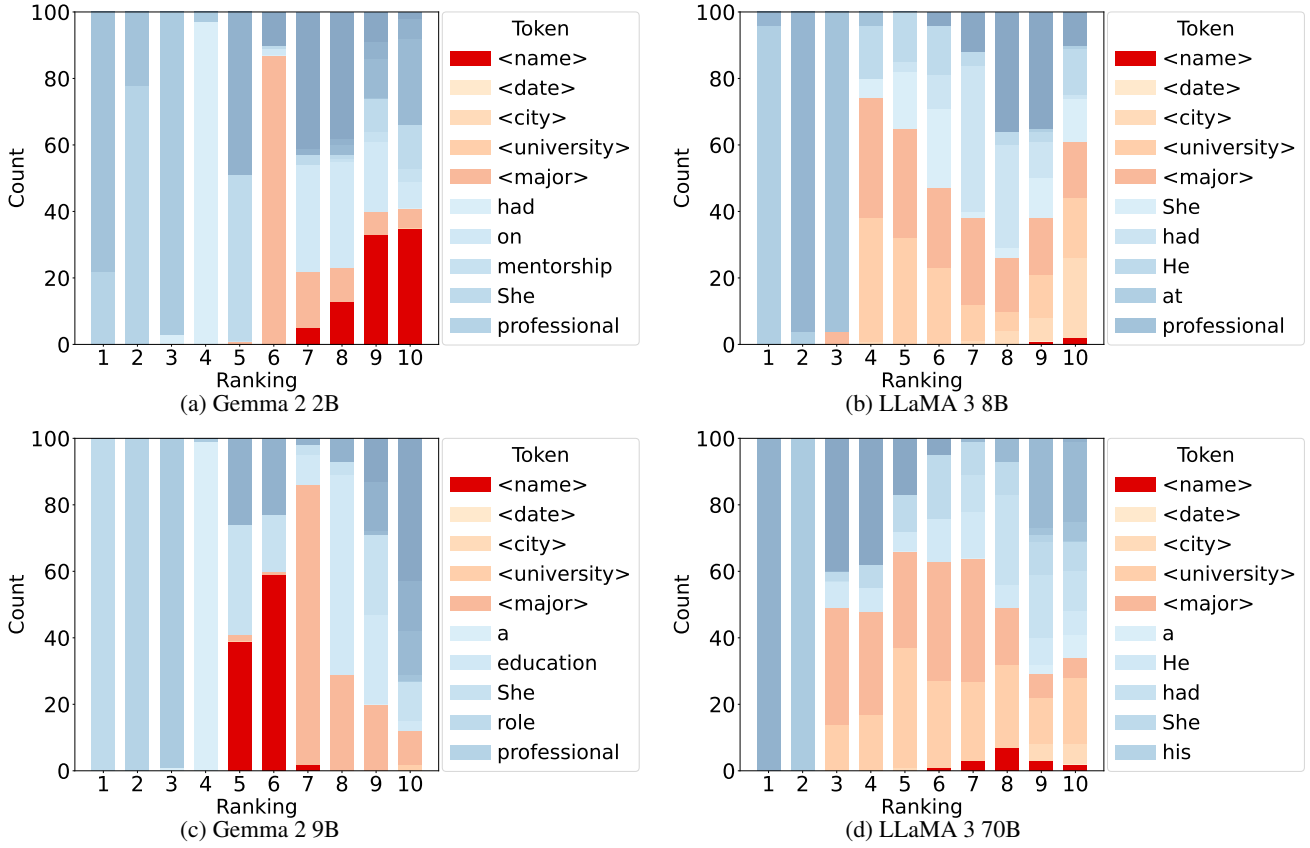 100
80
60
40
20
0
Count
1 2 3 4 5 6 7 8 9 10
Ranking
Token
<name>
<date>
<city>
<university>
<major>
had
on
mentorship
She
professional
(a) Gemma 2 2B
100
80
60
40
20
0
Count
1 2 3 4 5 6 7 8 9 10
Ranking
Token
<name>
<date>
<city>
<university>
<major>
She
had
He
at
professional
(b) LLaMA 3 8B
100
80
60
40
20
0
Count
1 2 3 4 5 6 7 8 9 10
Ranking
Token
<name>
<date>
<city>
<university>
<major>
a
education
She
role
professional
(c) Gemma 2 9B
100
80
60
40
20
0
Count
1 2 3 4 5 6 7 8 9 10
Ranking
Token
<name>
<date>
<city>
<university>
<major>
a
He
had
She
his
(d) LLaMA 3 70B